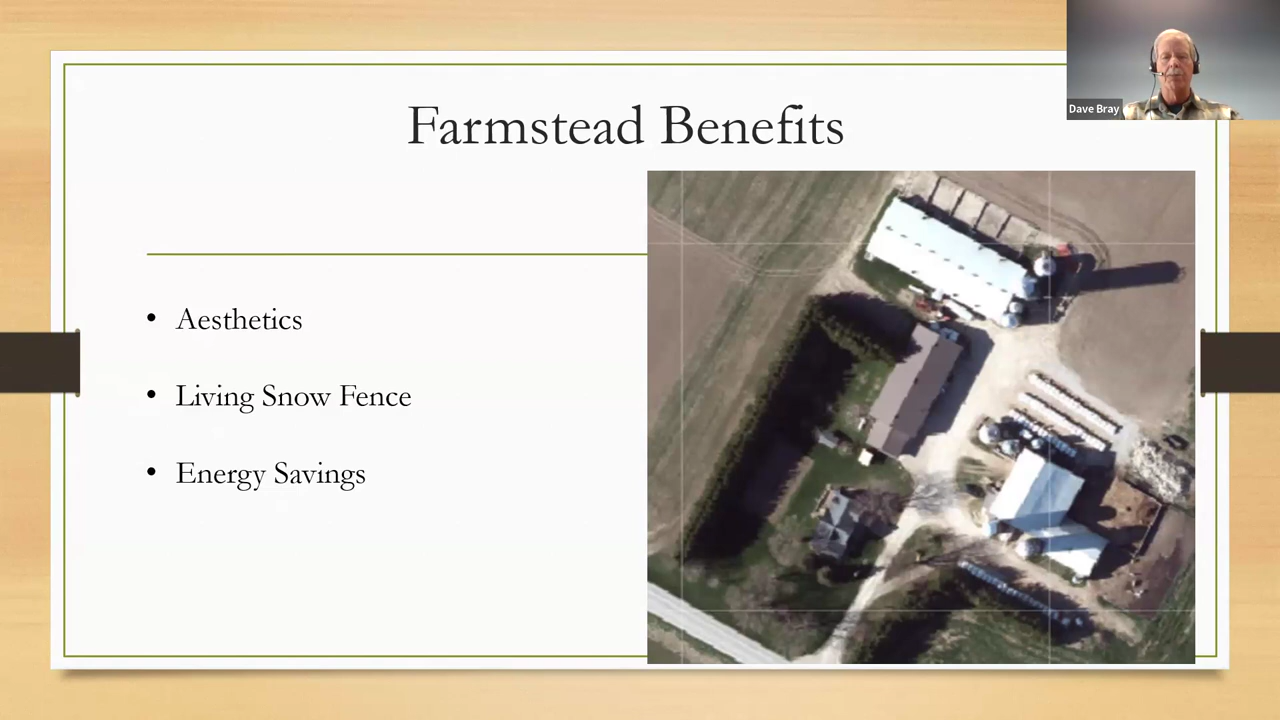 Farmstead Benefits
• Aesthetics
• Living Snow Fence
• Energy Savings
Dave Bray